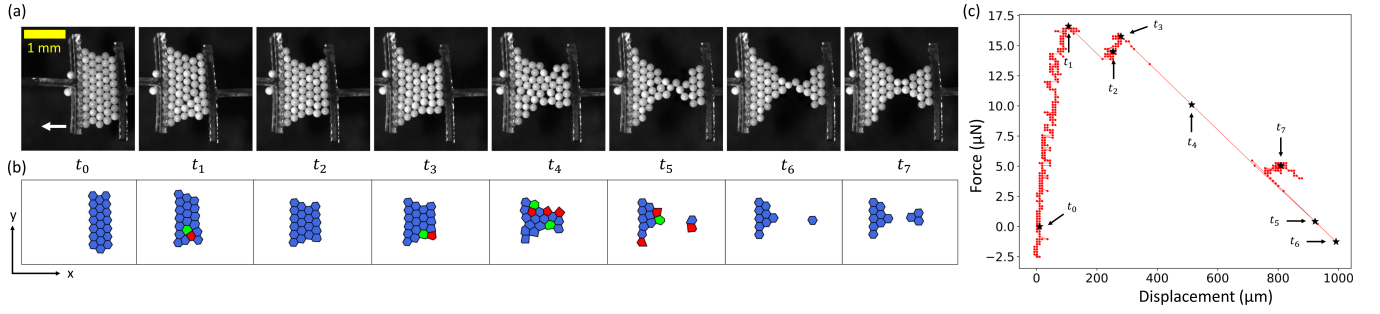 (a)
1 mm
t₀ t₁ t₂ t₃ t₄ t₅ t₆ t₇
(b)
y
x
(c)
Force (μN)
17.5
15.0
12.5
10.0
7.5
5.0
2.5
0.0
−2.5
t₁
t₂
t₃
t₄
t₇
t₀
t₅
t₆
0 200 400 600 800 1000
Displacement (μm)